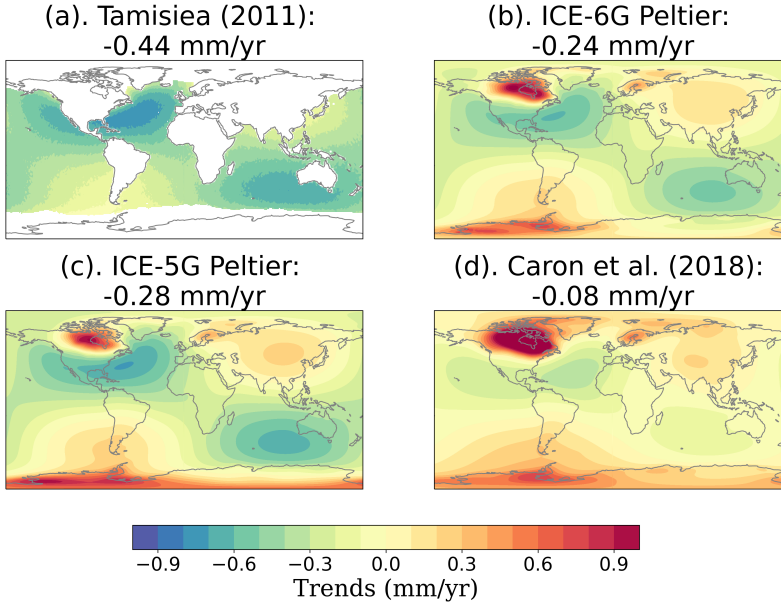 (a). Tamisiea (2011):
-0.44 mm/yr
(b). ICE-6G Peltier:
-0.24 mm/yr
(c). ICE-5G Peltier:
-0.28 mm/yr
(d). Caron et al. (2018):
-0.08 mm/yr
−0.9 −0.6 −0.3 0.0 0.3 0.6 0.9
Trends (mm/yr)